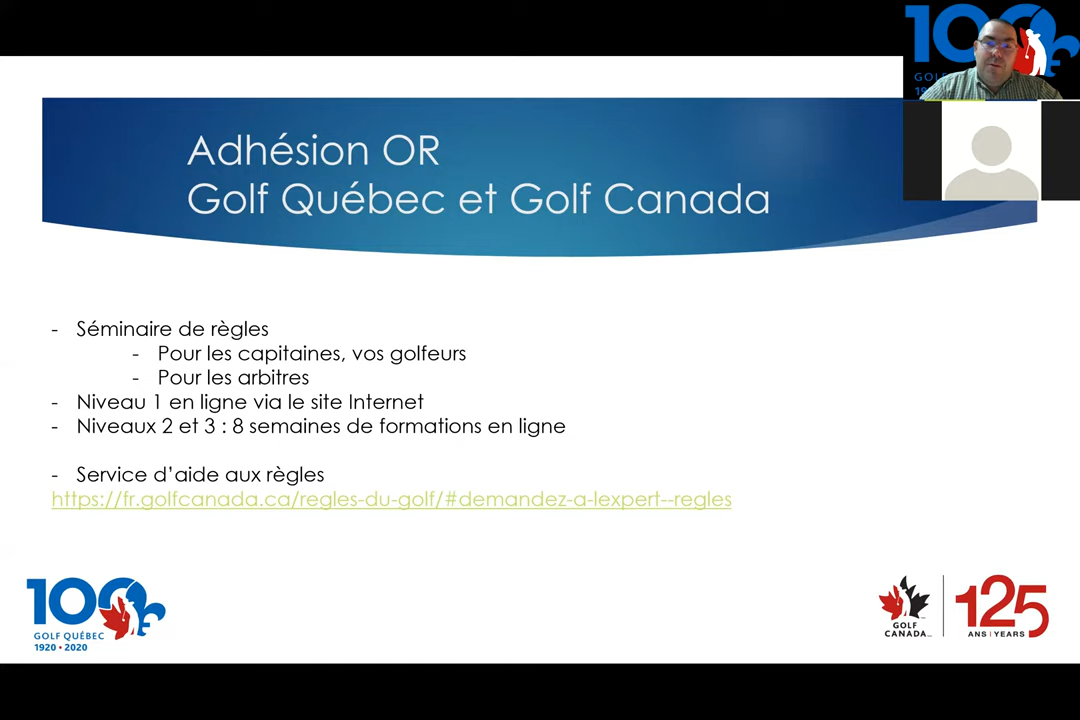 Adhésion OR
Golf Québec et Golf Canada
- Séminaire de règles
- Pour les capitaines, vos golfeurs
- Pour les arbitres
- Niveau 1 en ligne via le site Internet
- Niveaux 2 et 3 : 8 semaines de formations en ligne
- Service d'aide aux règles
https://fr.golfcanada.ca/regles-du-golf/#demandez-a-lexpert--regles
100
GOLF QUÉBEC
1920 • 2020
GOLF
CANADA
125
ANS | YEARS
100